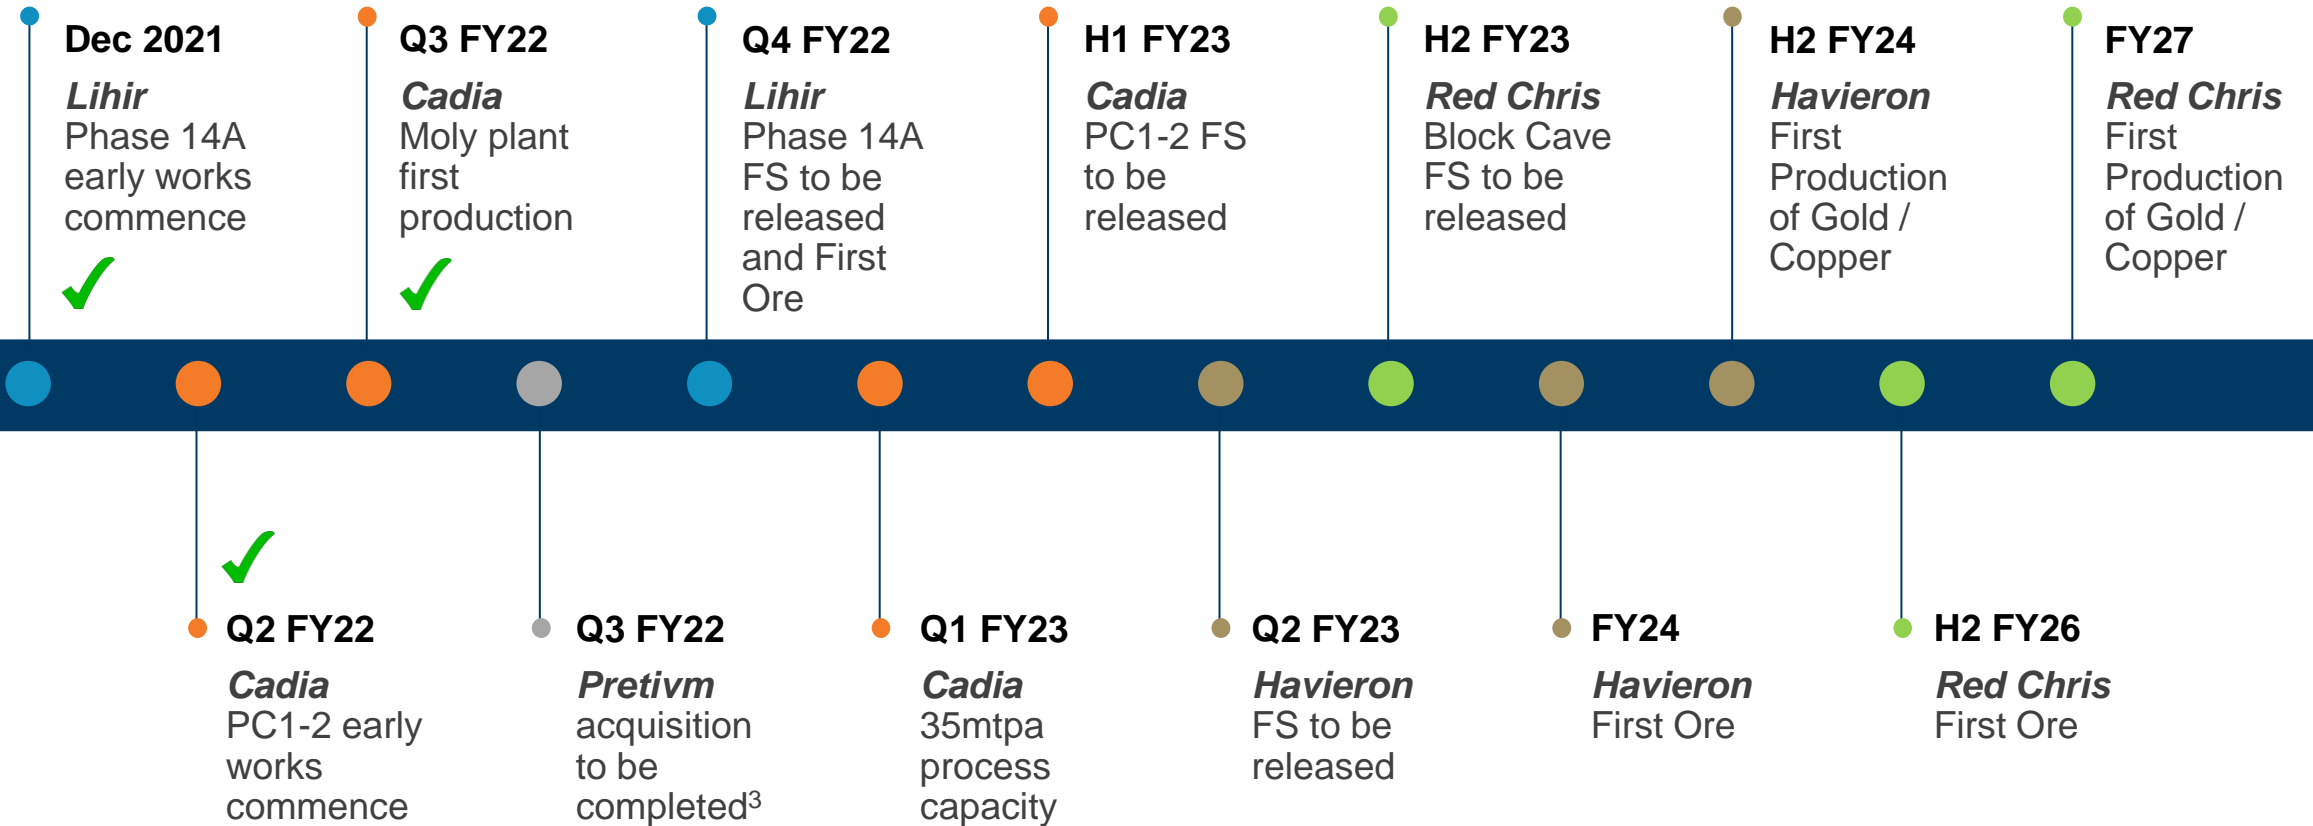 Dec 2021
Lihir
Phase 14A
early works
commence
Q3 FY22
Cadia
Moly plant
first
production
Q4 FY22
Lihir
Phase 14A
FS to be
released
and First
Ore
H1 FY23
Cadia
PC1-2 FS
to be
released
H2 FY23
Red Chris
Block Cave
FS to be
released
H2 FY24
Havieron
First
Production
of Gold /
Copper
FY27
Red Chris
First
Production
of Gold /
Copper
Q2 FY22
Cadia
PC1-2 early
works
commence
Q3 FY22
Pretivm
acquisition
to be
completed³
Q1 FY23
Cadia
35mtpa
process
capacity
Q2 FY23
Havieron
FS to be
released
FY24
Havieron
First Ore
H2 FY26
Red Chris
First Ore